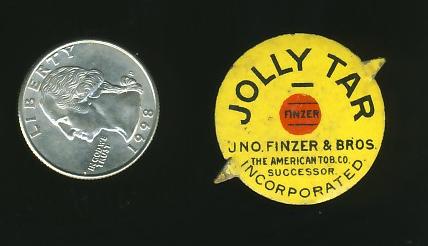 LIBERTY
IN GOD WE TRUST
1998
JOLLY TAR
FINZER
JNO. FINZER & BROS.
THE AMERICAN TOB. CO.
SUCCESSOR
INCORPORATED.